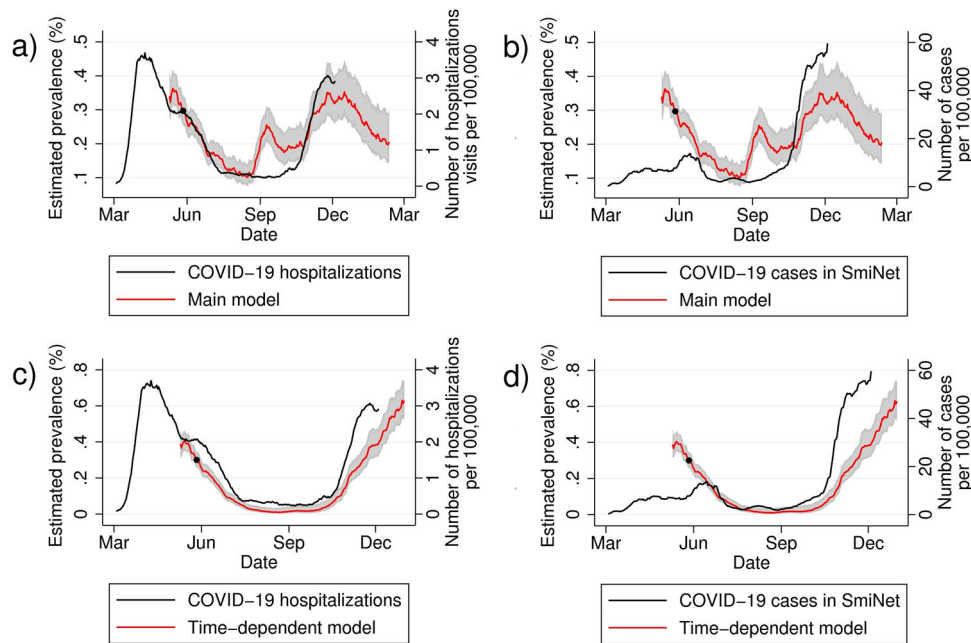 a)
Estimated prevalence (%)
.5
.4
.3
.2
.1
4
3
2
1
0
Number of hospitalizations
visits per 100,000
Mar
Jun
Sep
Dec
Mar
Date
COVID-19 hospitalizations
Main model
b)
Estimated prevalence (%)
.5
.4
.3
.2
.1
60
40
20
0
Number of cases
per 100,000
Mar
Jun
Sep
Dec
Mar
Date
COVID-19 cases in SmiNet
Main model
c)
Estimated prevalence (%)
.8
.6
.4
.2
0
4
3
2
1
0
Number of hospitalizations
per 100,000
Mar
Jun
Sep
Dec
Date
COVID-19 hospitalizations
Time-dependent model
d)
Estimated prevalence (%)
.8
.6
.4
.2
0
60
40
20
0
Number of cases
per 100,000
Mar
Jun
Sep
Dec
Date
COVID-19 cases in SmiNet
Time-dependent model